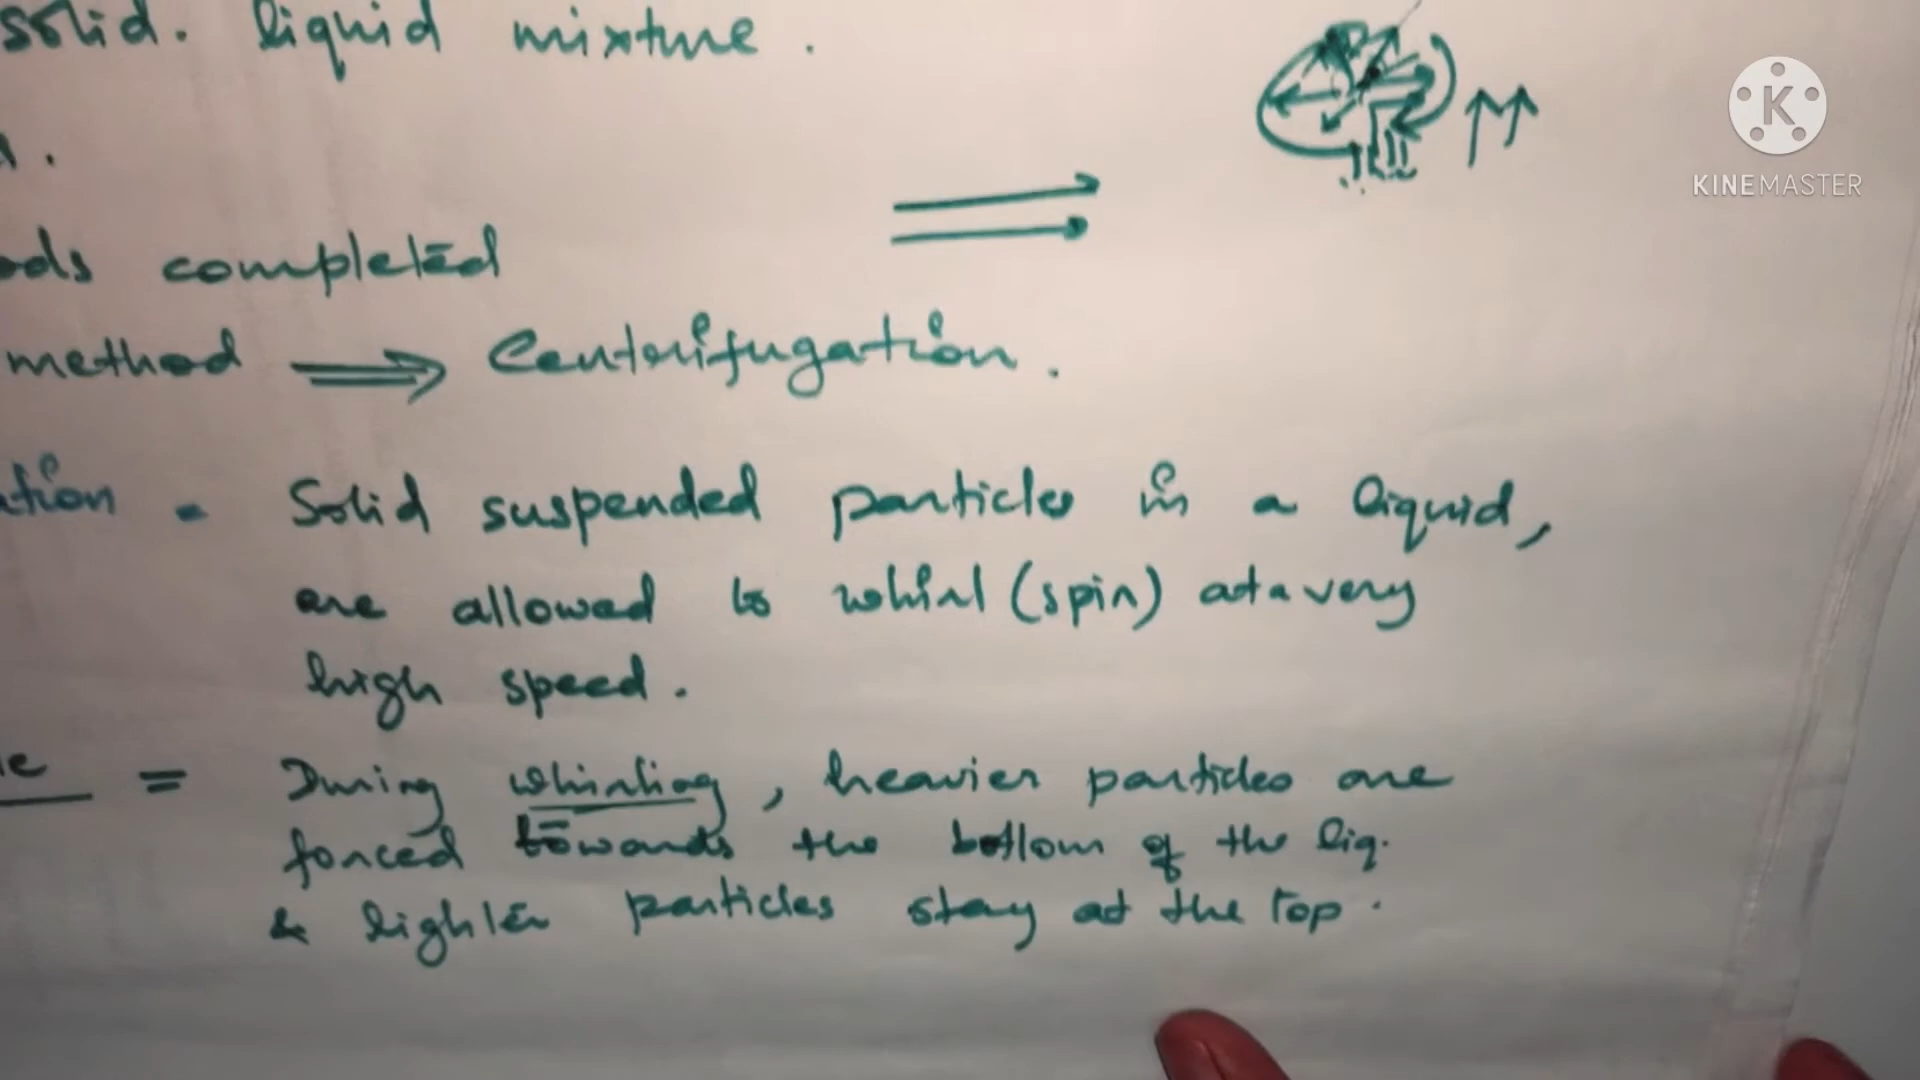 solid. liquid mixture.
K
KINEMASTER
ods completed
method ⟹ Centrifugation.
ation - Solid suspended particles in a liquid,
are allowed to whirl (spin) at a very
high speed.
le = During whirling, heavier particles are
forced towards the bottom of the liq.
& lighter particles stay at the top.